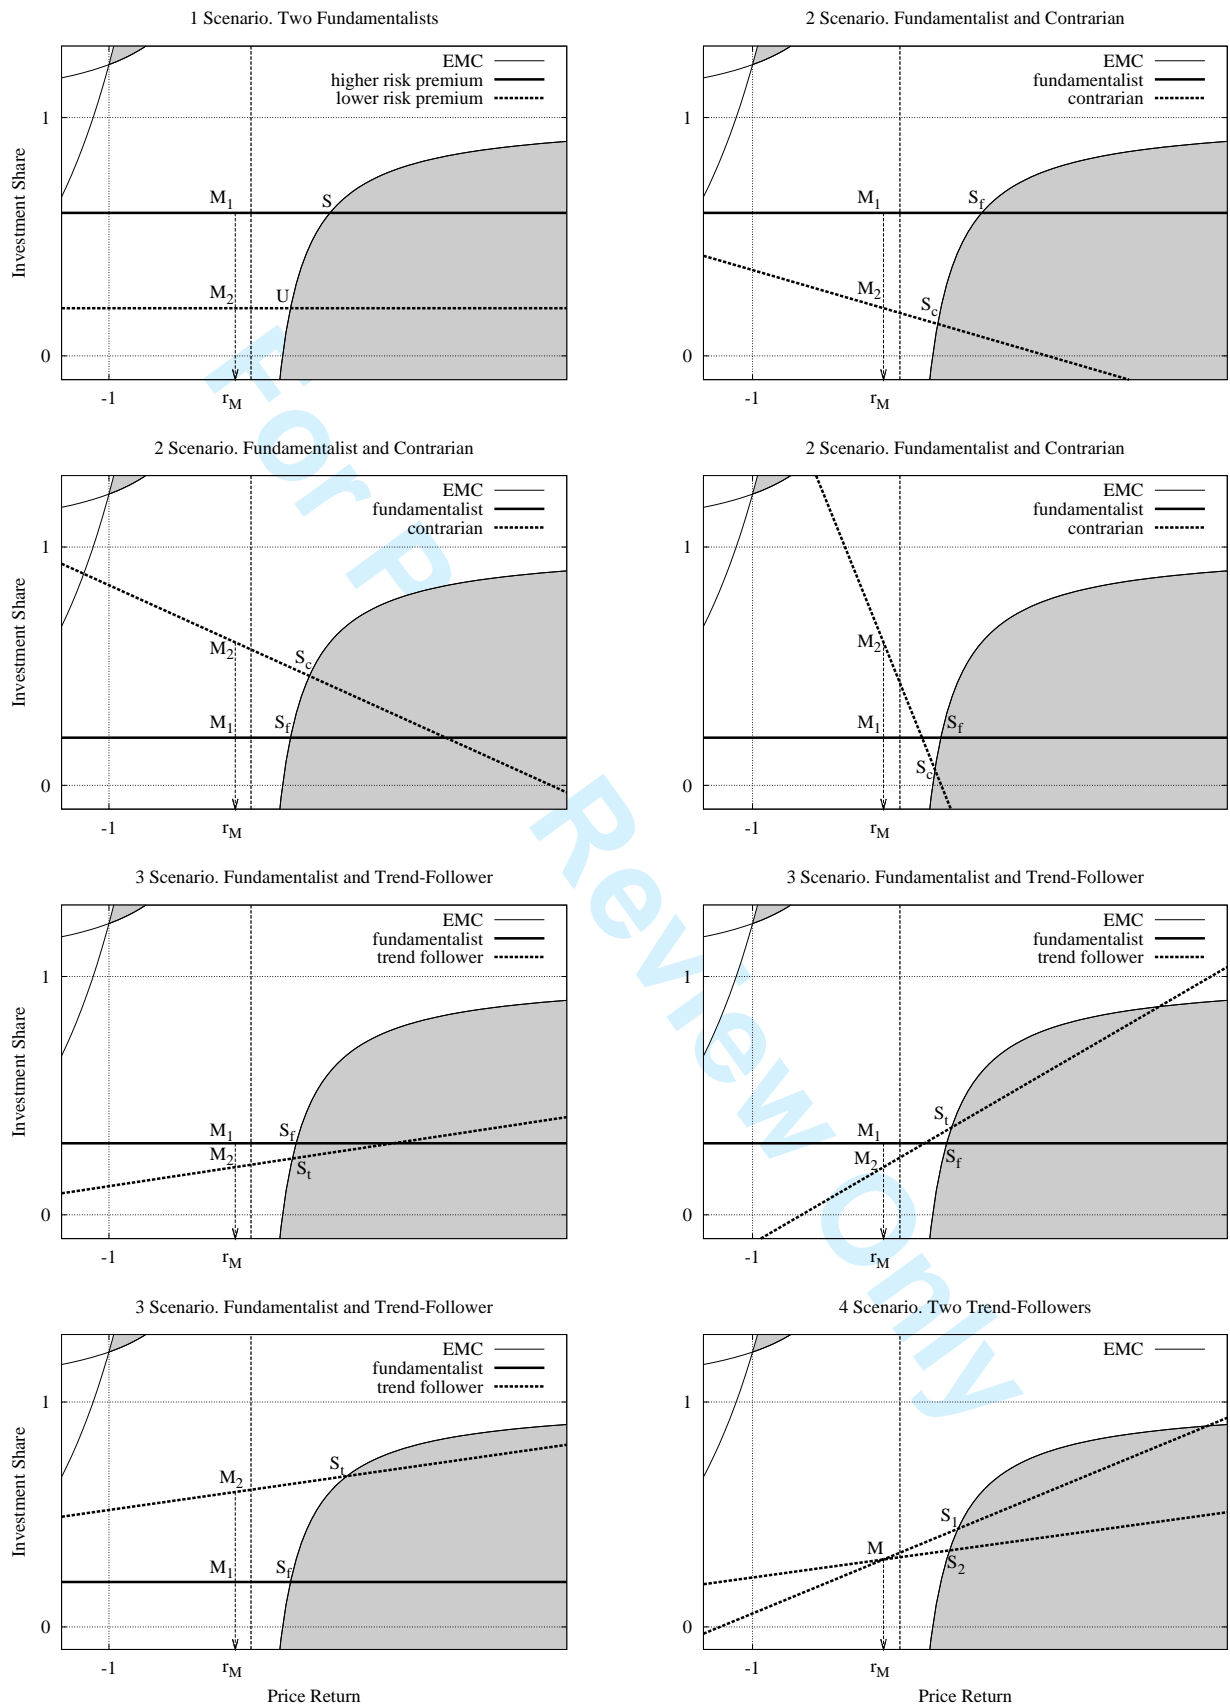 1 Scenario. Two Fundamentalists
EMC
higher risk premium
lower risk premium
1
0
Investment Share
M1
S
M2
U
-1
rM
2 Scenario. Fundamentalist and Contrarian
EMC
fundamentalist
contrarian
1
0
M1
Sf
M2
Sc
-1
rM
2 Scenario. Fundamentalist and Contrarian
EMC
fundamentalist
contrarian
1
0
Investment Share
M2
Sc
M1
Sf
-1
rM
2 Scenario. Fundamentalist and Contrarian
EMC
fundamentalist
contrarian
1
0
M2
M1
Sf
Sc
-1
rM
3 Scenario. Fundamentalist and Trend-Follower
EMC
fundamentalist
trend follower
1
0
Investment Share
M1
Sf
M2
St
-1
rM
3 Scenario. Fundamentalist and Trend-Follower
EMC
fundamentalist
trend follower
1
0
St
M1
M2
Sf
-1
rM
3 Scenario. Fundamentalist and Trend-Follower
EMC
fundamentalist
trend follower
1
0
Investment Share
M2
St
M1
Sf
-1
rM
Price Return
4 Scenario. Two Trend-Followers
EMC
1
0
S1
M
S2
-1
rM
Price Return
For P Review Only